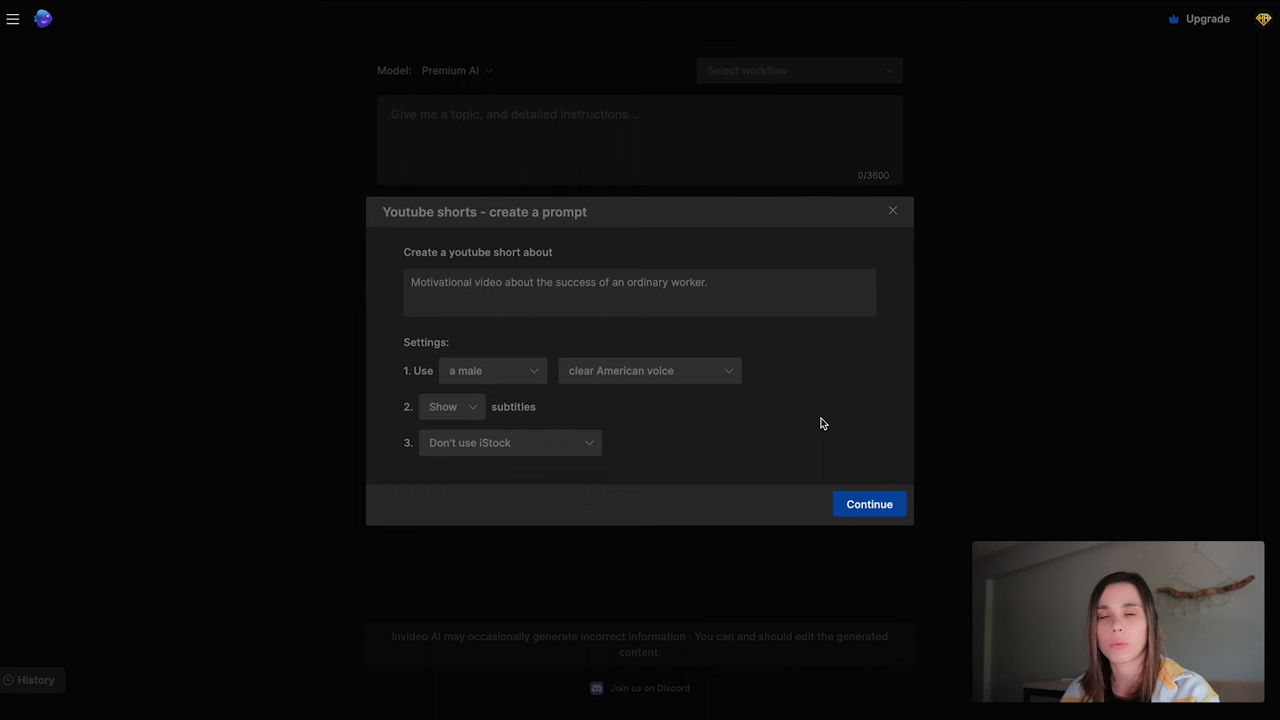 Upgrade
Model: Premium AI
Select workflow
Give me a topic, and detailed instructions...
0/3600
Youtube shorts - create a prompt
Create a youtube short about
Motivational video about the success of an ordinary worker.
Settings:
1. Use a male clear American voice
2. Show subtitles
3. Don't use iStock
Continue
invideo AI may occasionally generate incorrect information · You can and should edit the generated
content.
History
Join us on Discord